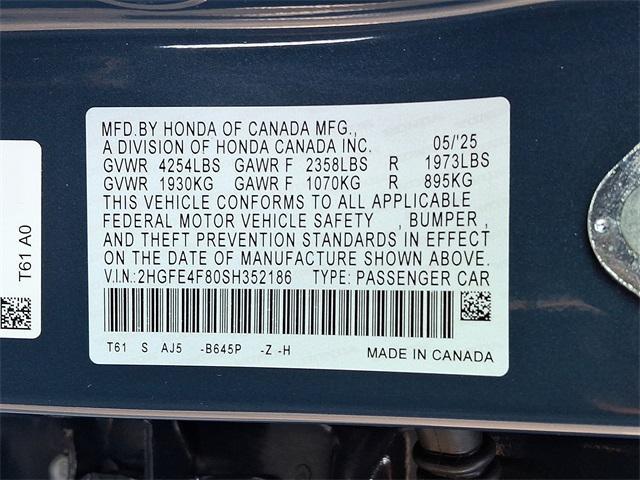 MFD.BY HONDA OF CANADA MFG.,
A DIVISION OF HONDA CANADA INC. 05/'25
GVWR 4254LBS GAWR F 2358LBS R 1973LBS
GVWR 1930KG GAWR F 1070KG R 895KG
THIS VEHICLE CONFORMS TO ALL APPLICABLE
FEDERAL MOTOR VEHICLE SAFETY , BUMPER ,
AND THEFT PREVENTION STANDARDS IN EFFECT
ON THE DATE OF MANUFACTURE SHOWN ABOVE.
V.I.N.:2HGFE4F80SH352186 TYPE: PASSENGER CAR
T61 S AJ5 -B645P -Z -H MADE IN CANADA
T61 A0